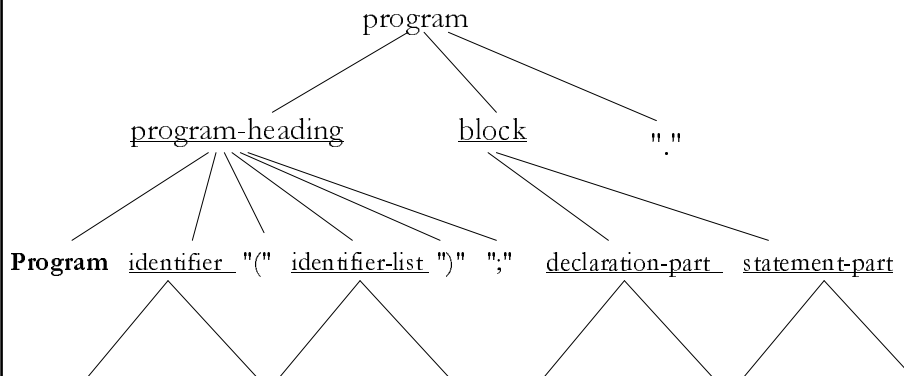 program
program-heading block "."
Program identifier "(" identifier-list ")" ";" declaration-part statement-part